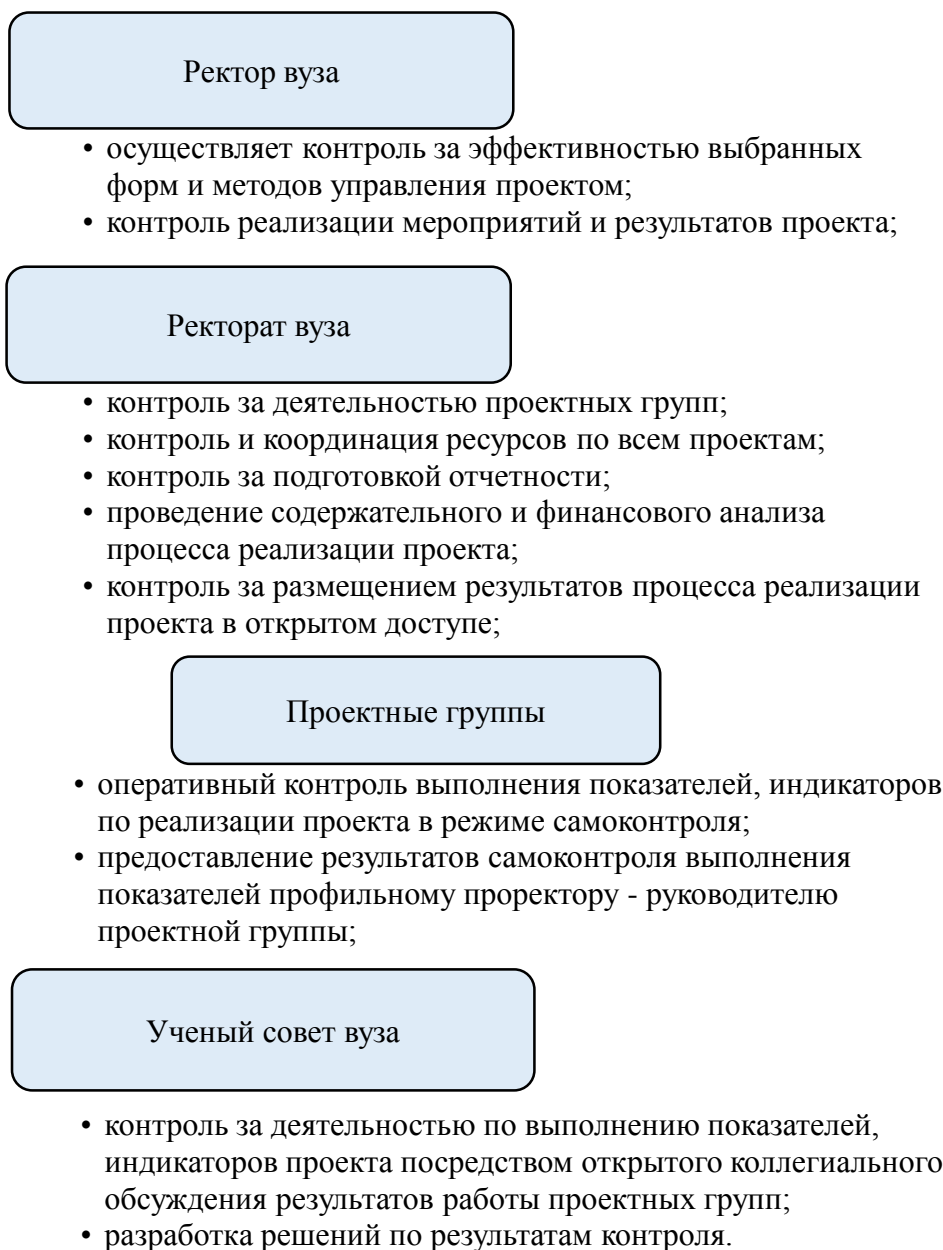 Ректор вуза
• осуществляет контроль за эффективностью выбранных
форм и методов управления проектом;
• контроль реализации мероприятий и результатов проекта;
Ректорат вуза
• контроль за деятельностью проектных групп;
• контроль и координация ресурсов по всем проектам;
• контроль за подготовкой отчетности;
• проведение содержательного и финансового анализа
процесса реализации проекта;
• контроль за размещением результатов процесса реализации
проекта в открытом доступе;
Проектные группы
• оперативный контроль выполнения показателей, индикаторов
по реализации проекта в режиме самоконтроля;
• предоставление результатов самоконтроля выполнения
показателей профильному проректору - руководителю
проектной группы;
Ученый совет вуза
• контроль за деятельностью по выполнению показателей,
индикаторов проекта посредством открытого коллегиального
обсуждения результатов работы проектных групп;
• разработка решений по результатам контроля.